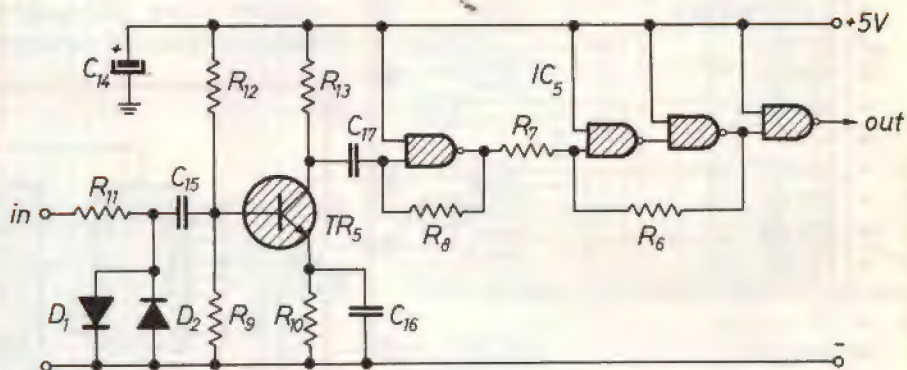 +5V
+
C14
R12
R13
IC5
C17
R7
out
R11
C15
in
TR5
R8
R6
D1
D2
R9
R10
C16
-